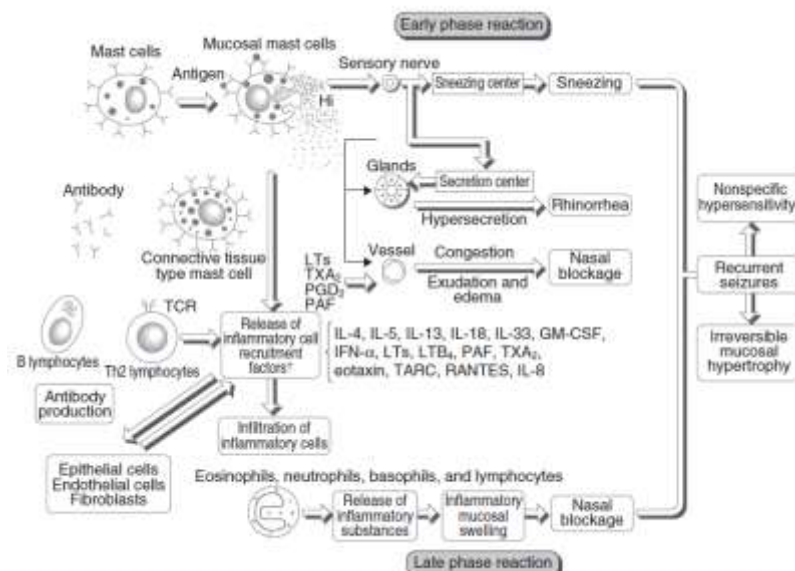 Early phase reaction
Mast cells
Mucosal mast cells
Antigen
Hi
Sensory nerve
Sneezing center
Sneezing
Glands
Secretion center
Hypersecretion
Rhinorrhea
Antibody
Connective tissue
type mast cell
LTs
TXA₂
PGD₂
PAF
Vessel
Congestion
Exudation and
edema
Nasal
blockage
Nonspecific
hypersensitivity
Recurrent
seizures
Irreversible
mucosal
hypertrophy
TCR
B lymphocytes
Th2 lymphocytes
Antibody
production
Release of
inflammatory cell
recruitment
factors*
IL-4, IL-5, IL-13, IL-18, IL-33, GM-CSF,
IFN-α, LTs, LTB₄, PAF, TXA₂,
eotaxin, TARC, RANTES, IL-8
Infiltration of
inflammatory cells
Epithelial cells
Endothelial cells
Fibroblasts
Eosinophils, neutrophils, basophils, and lymphocytes
Release of
inflammatory
substances
Inflammatory
mucosal
swelling
Nasal
blockage
Late phase reaction